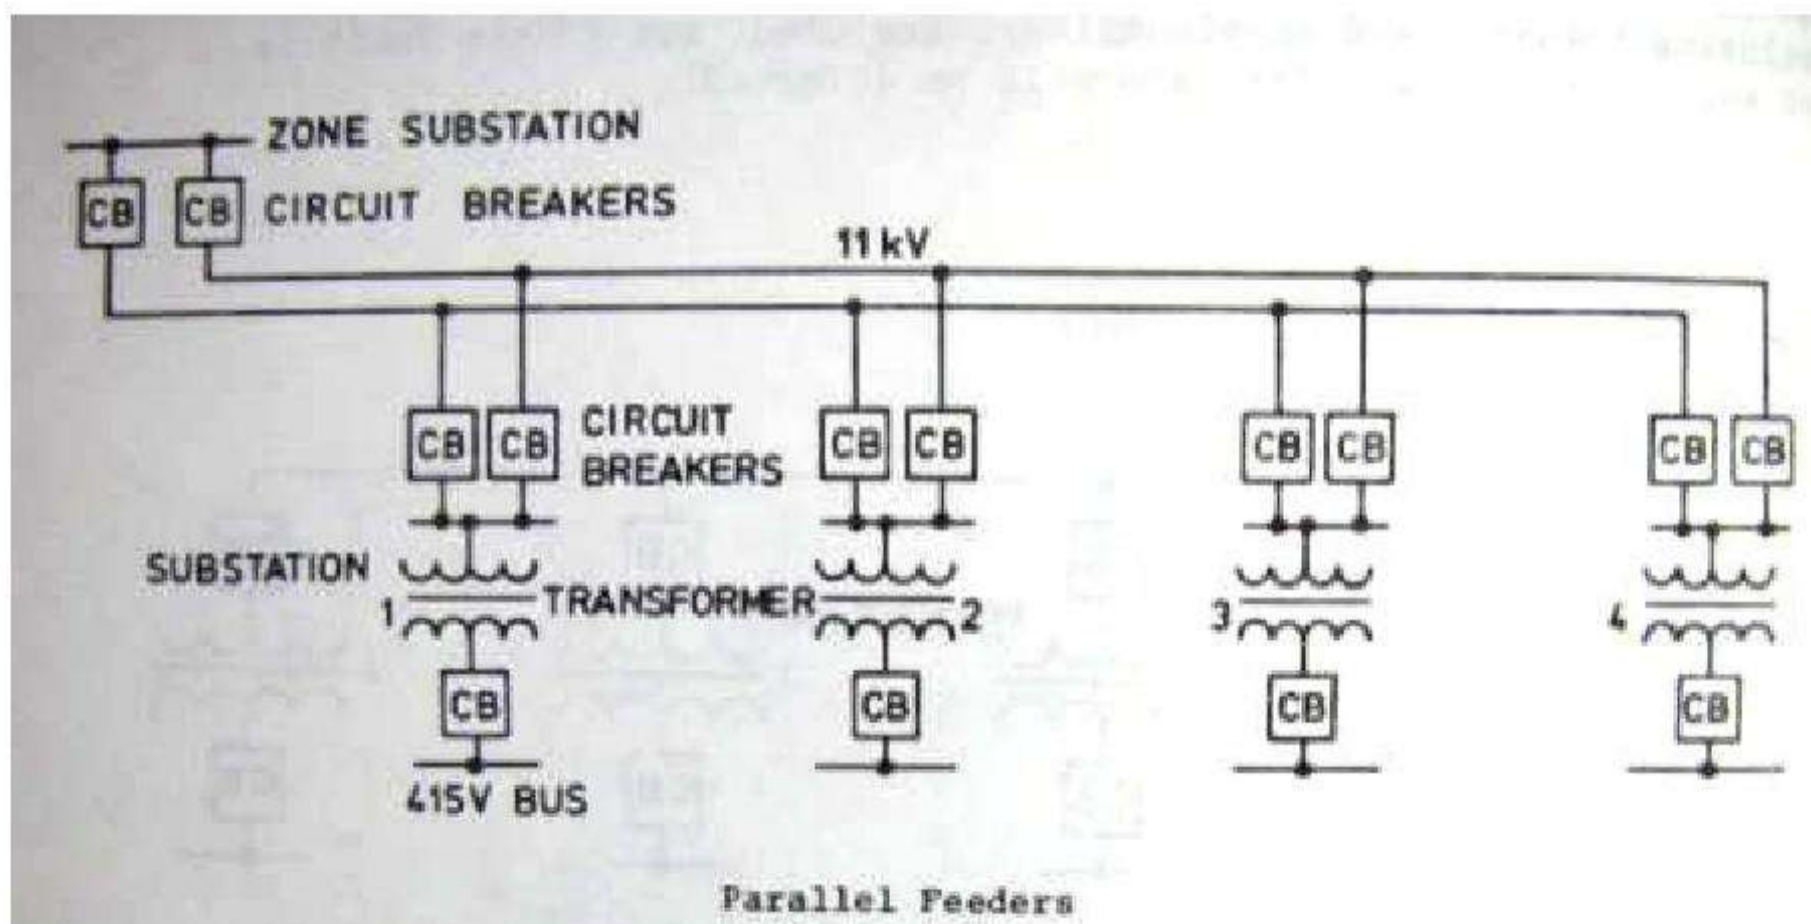 ZONE SUBSTATION
CB CB CIRCUIT BREAKERS
11 kV
CB CB CIRCUIT BREAKERS CB CB CB CB CB CB
SUBSTATION
1 TRANSFORMER 2 3 4
CB CB CB CB
415V BUS
Parallel Feeders